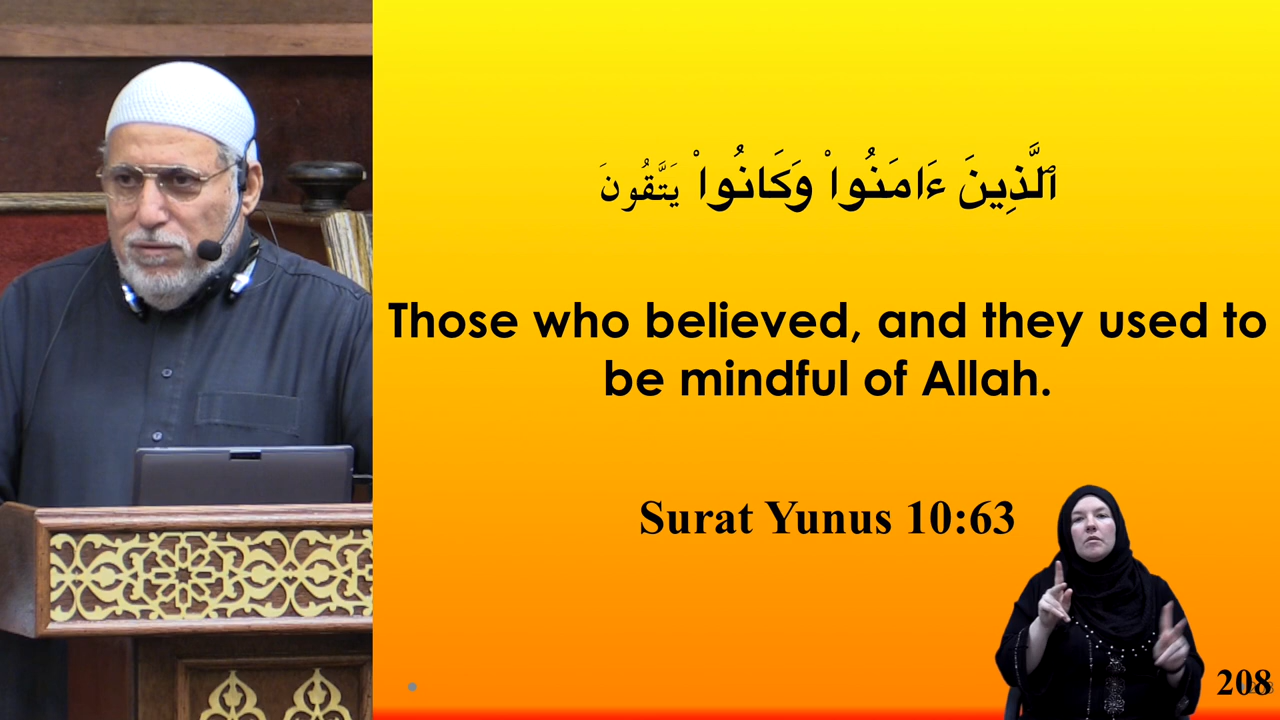 ٱلَّذِينَ ءَامَنُوا۟ وَكَانُوا۟ يَتَّقُونَ
Those who believed, and they used to
be mindful of Allah.
Surat Yunus 10:63
208